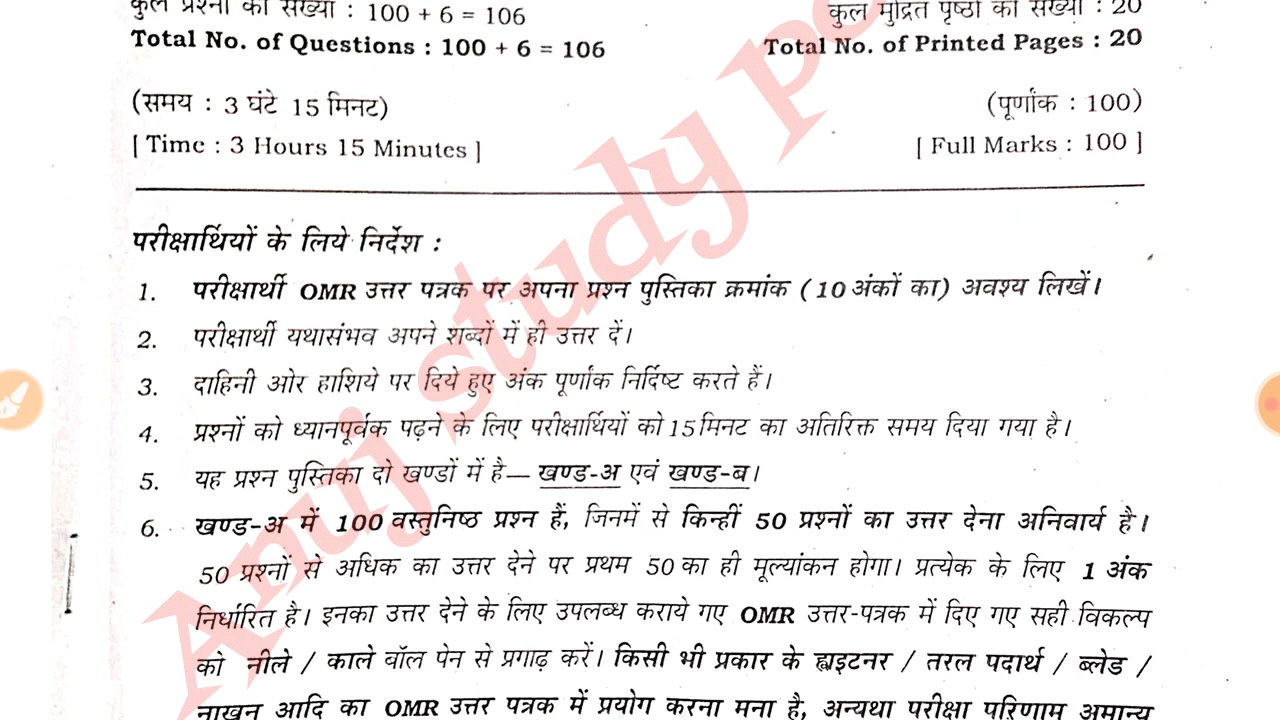 कुल प्रश्नों की संख्या : 100 + 6 = 106
कुल मुद्रित पृष्ठों की संख्या : 20
Total No. of Questions : 100 + 6 = 106
Total No. of Printed Pages : 20
(समय : 3 घंटे 15 मिनट)
(पूर्णांक : 100)
[ Time : 3 Hours 15 Minutes ]
[ Full Marks : 100 ]
परीक्षार्थियों के लिये निर्देश :
1. परीक्षार्थी OMR उत्तर पत्रक पर अपना प्रश्न पुस्तिका क्रमांक (10 अंकों का) अवश्य लिखें।
2. परीक्षार्थी यथासंभव अपने शब्दों में ही उत्तर दें।
3. दाहिनी ओर हाशिये पर दिये हुए अंक पूर्णांक निर्दिष्ट करते हैं।
4. प्रश्नों को ध्यानपूर्वक पढ़ने के लिए परीक्षार्थियों को 15 मिनट का अतिरिक्त समय दिया गया है।
5. यह प्रश्न पुस्तिका दो खण्डों में है— खण्ड-अ एवं खण्ड-ब।
6. खण्ड-अ में 100 वस्तुनिष्ठ प्रश्न हैं, जिनमें से किन्हीं 50 प्रश्नों का उत्तर देना अनिवार्य है।
50 प्रश्नों से अधिक का उत्तर देने पर प्रथम 50 का ही मूल्यांकन होगा। प्रत्येक के लिए 1 अंक
निर्धारित है। इनका उत्तर देने के लिए उपलब्ध कराये गए OMR उत्तर-पत्रक में दिए गए सही विकल्प
को नीले / काले बॉल पेन से प्रगाढ़ करें। किसी भी प्रकार के ह्वाइटनर / तरल पदार्थ / ब्लेड /
नाखून आदि का OMR उत्तर पत्रक में प्रयोग करना मना है, अन्यथा परीक्षा परिणाम अमान्य
Anuj study